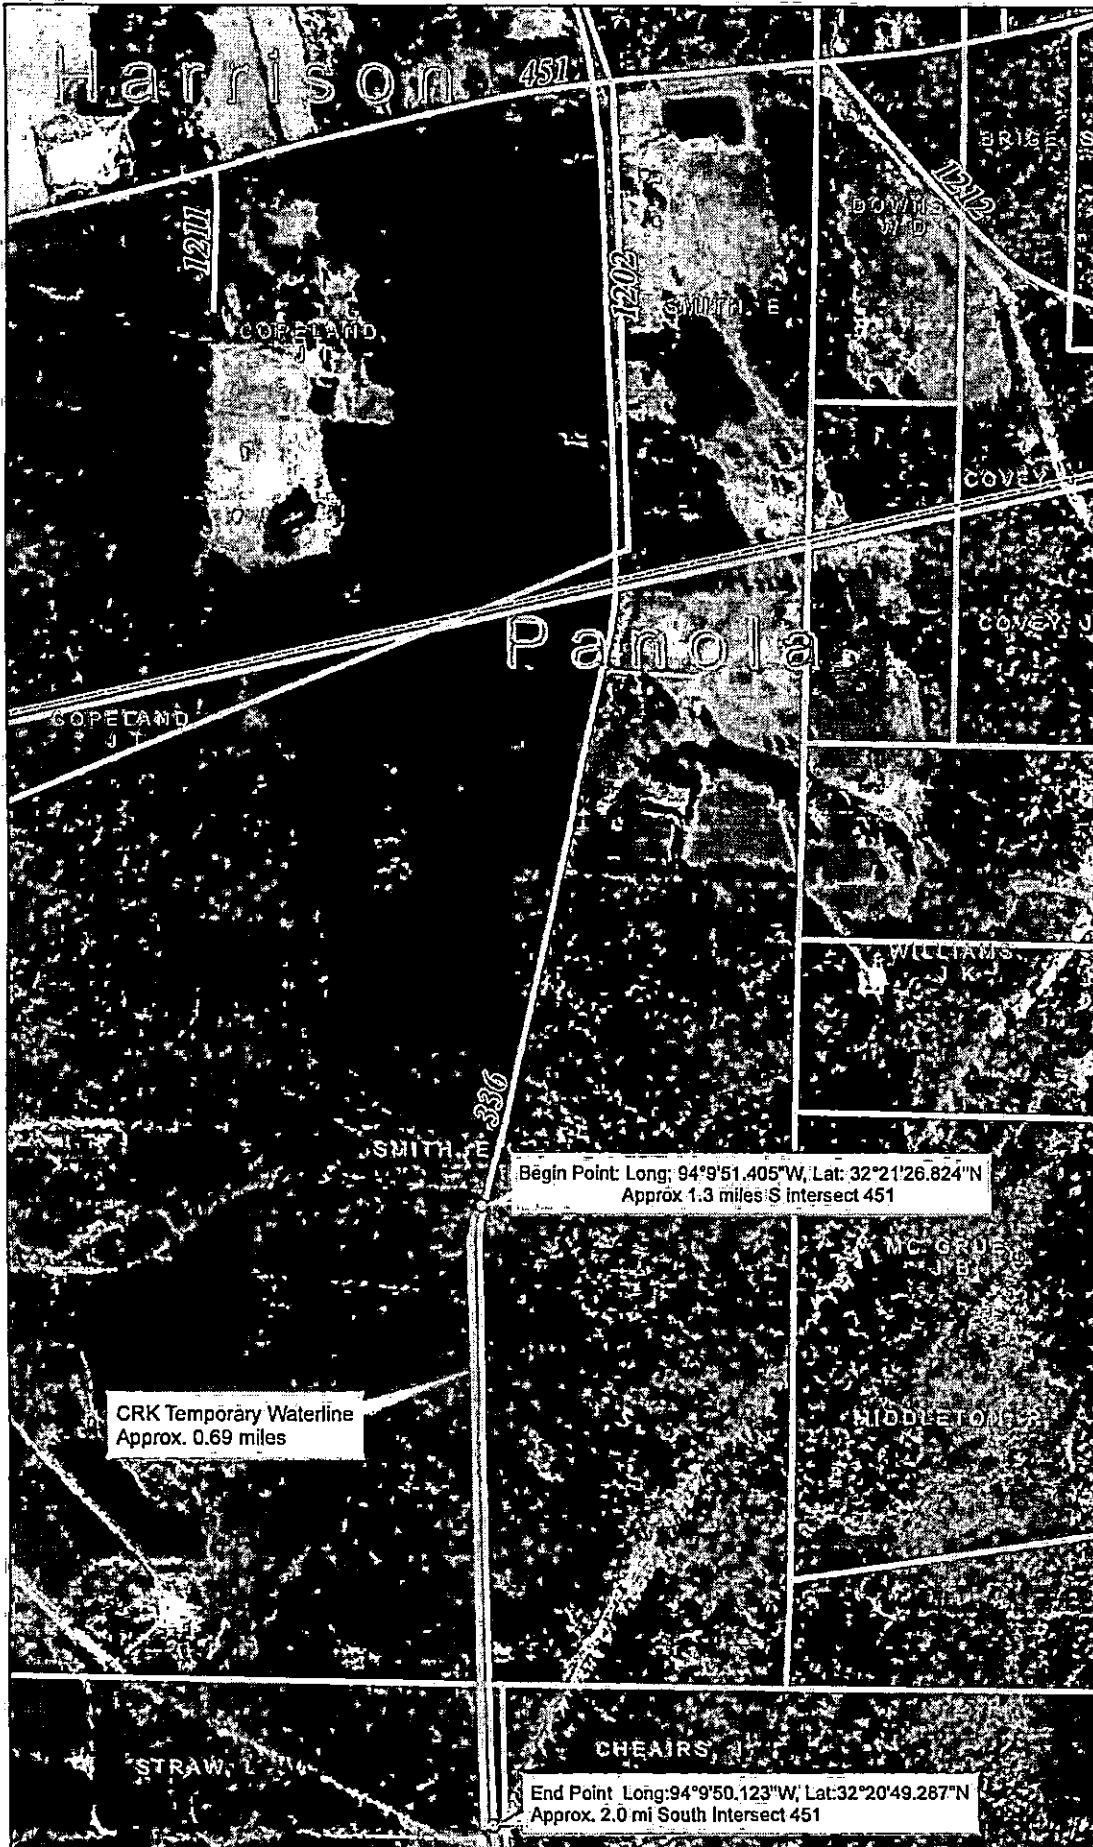 Harrison
451
1211
1202
1212
BRIGE S
DOWNS
W D
SMITH E
COPELAND
J T
COVEY
COVEY J
Panola
COPELAND
J T
WILLIAMS
J K
336
SMITH E
Begin Point: Long: 94°9'51.405"W, Lat: 32°21'26.824"N
Approx 1.3 miles S intersect 451
MC GRUE
J B
CRK Temporary Waterline
Approx. 0.69 miles
MIDDLETON
STRAW L
CHEAIRS I
End Point Long:94°9'50.123"W, Lat:32°20'49.287"N
Approx. 2.0 mi South Intersect 451